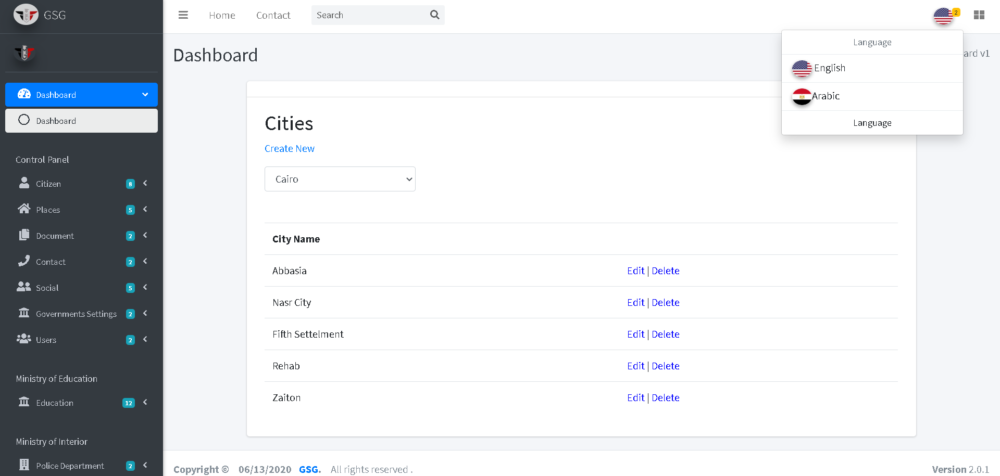 GSG
Home
Contact
Search
2
Language
English
Arabic
Language
Dashboard
ard v1
Dashboard
Dashboard
Control Panel
Citizen 8
Places 5
Document 2
Contact 2
Social 5
Governments Settings 2
Users 2
Ministry of Education
Education 12
Ministry of Interior
Police Department 2
Cities
Create New
Cairo
City Name
Abbasia Edit | Delete
Nasr City Edit | Delete
Fifth Settelment Edit | Delete
Rehab Edit | Delete
Zaiton Edit | Delete
Copyright © 06/13/2020 GSG. All rights reserved .
Version 2.0.1